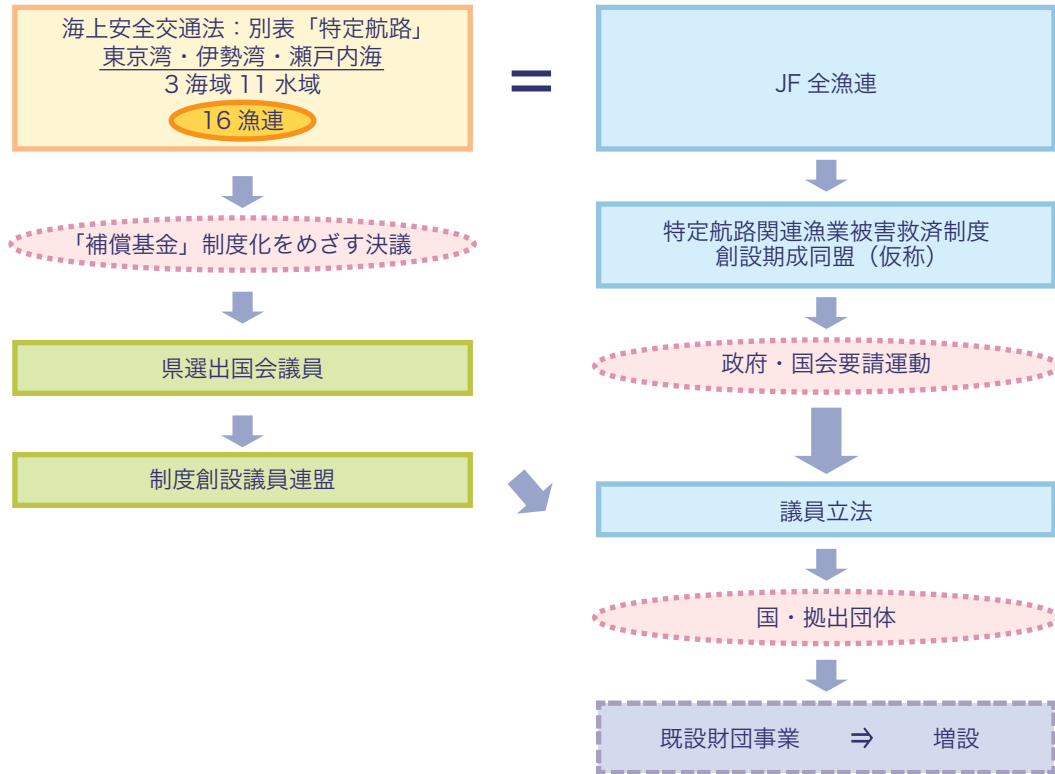 海上安全交通法：別表「特定航路」
東京湾・伊勢湾・瀬戸内海
3 海域 11 水域
16 漁連
「補償基金」制度化をめざす決議
県選出国会議員
制度創設議員連盟
＝
JF 全漁連
特定航路関連漁業被害救済制度
創設期成同盟（仮称）
政府・国会要請運動
議員立法
国・拠出団体
既設財団事業　⇒　増設